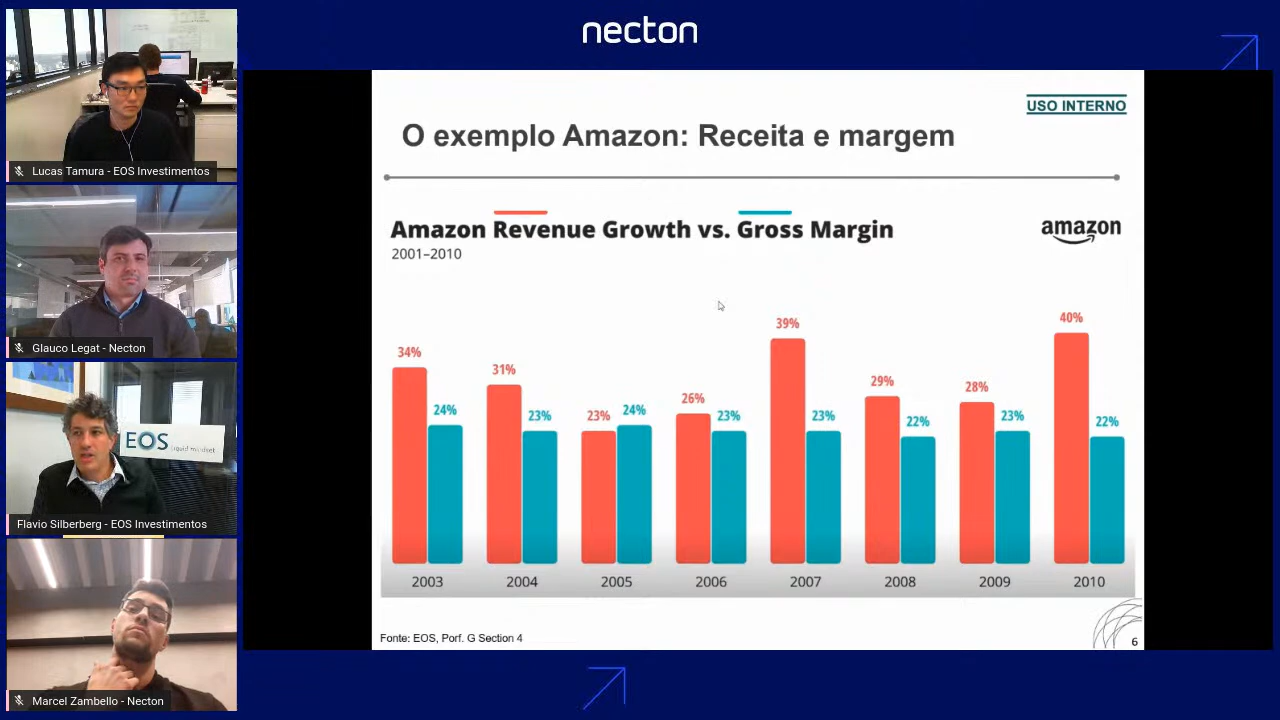 necton
Lucas Tamura - EOS Investimentos
Glauco Legat - Necton
EOS
liquid mindset
Flavio Silberberg - EOS Investimentos
Marcel Zambello - Necton
USO INTERNO
O exemplo Amazon: Receita e margem
Amazon Revenue Growth vs. Gross Margin
2001–2010
amazon
34% 24% 31% 23% 23% 24% 26% 23% 39% 23% 29% 22% 28% 23% 40% 22%
2003 2004 2005 2006 2007 2008 2009 2010
Fonte: EOS, Porf. G Section 4
6